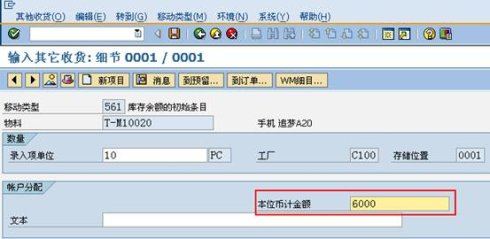 其他收货(O) 编辑(E) 转到(G) 移动类型(M) 环境(N) 系统(Y) 帮助(H)
输入其它收货: 细节 0001 / 0001
新项目 消息 到预留... 到订单... WM细目...
移动类型 561 库存余额的初始条目
物料 T-M10020 手机 追梦A20
数量
录入项单位 10 PC 工厂 C100 存储位置 0001
帐户分配
本位币计金额 6000
文本